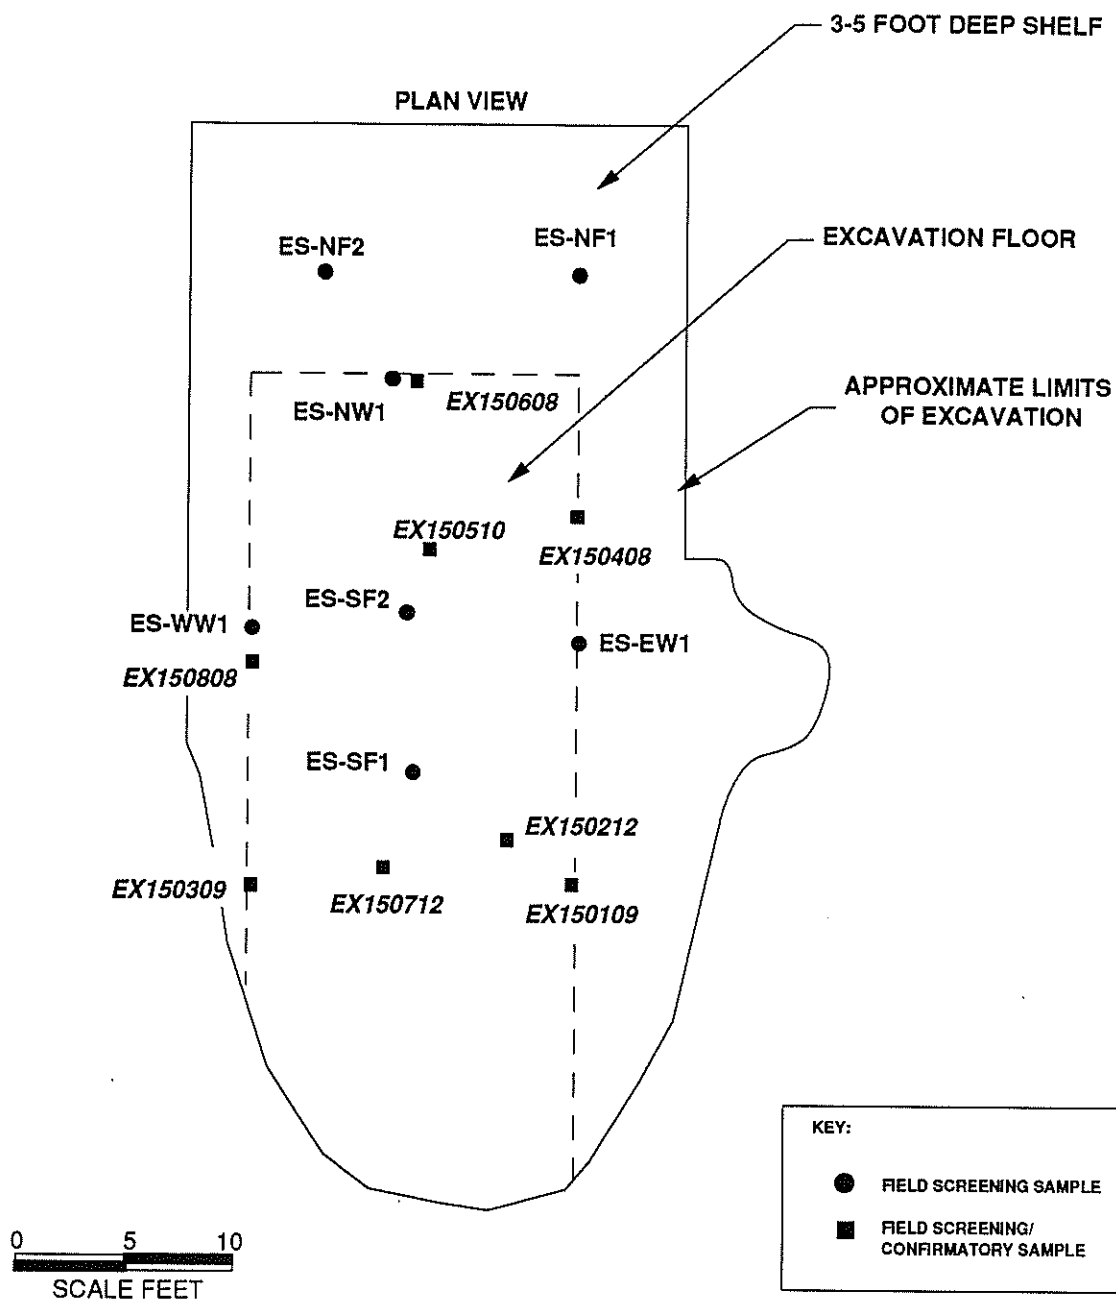 3-5 FOOT DEEP SHELF
PLAN VIEW
ES-NF2
ES-NF1
EXCAVATION FLOOR
ES-NW1
EX150608
APPROXIMATE LIMITS
OF EXCAVATION
EX150510
EX150408
ES-SF2
ES-WW1
ES-EW1
EX150808
ES-SF1
EX150212
EX150309
EX150712
EX150109
KEY:
FIELD SCREENING SAMPLE
FIELD SCREENING/
CONFIRMATORY SAMPLE
0 5 10
SCALE FEET